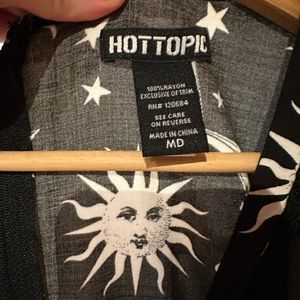 HOTTOPIC
100% RAYON
EXCLUSIVE OF TRIM
RN# 120684
SEE CARE
ON REVERSE
MADE IN CHINA
MD